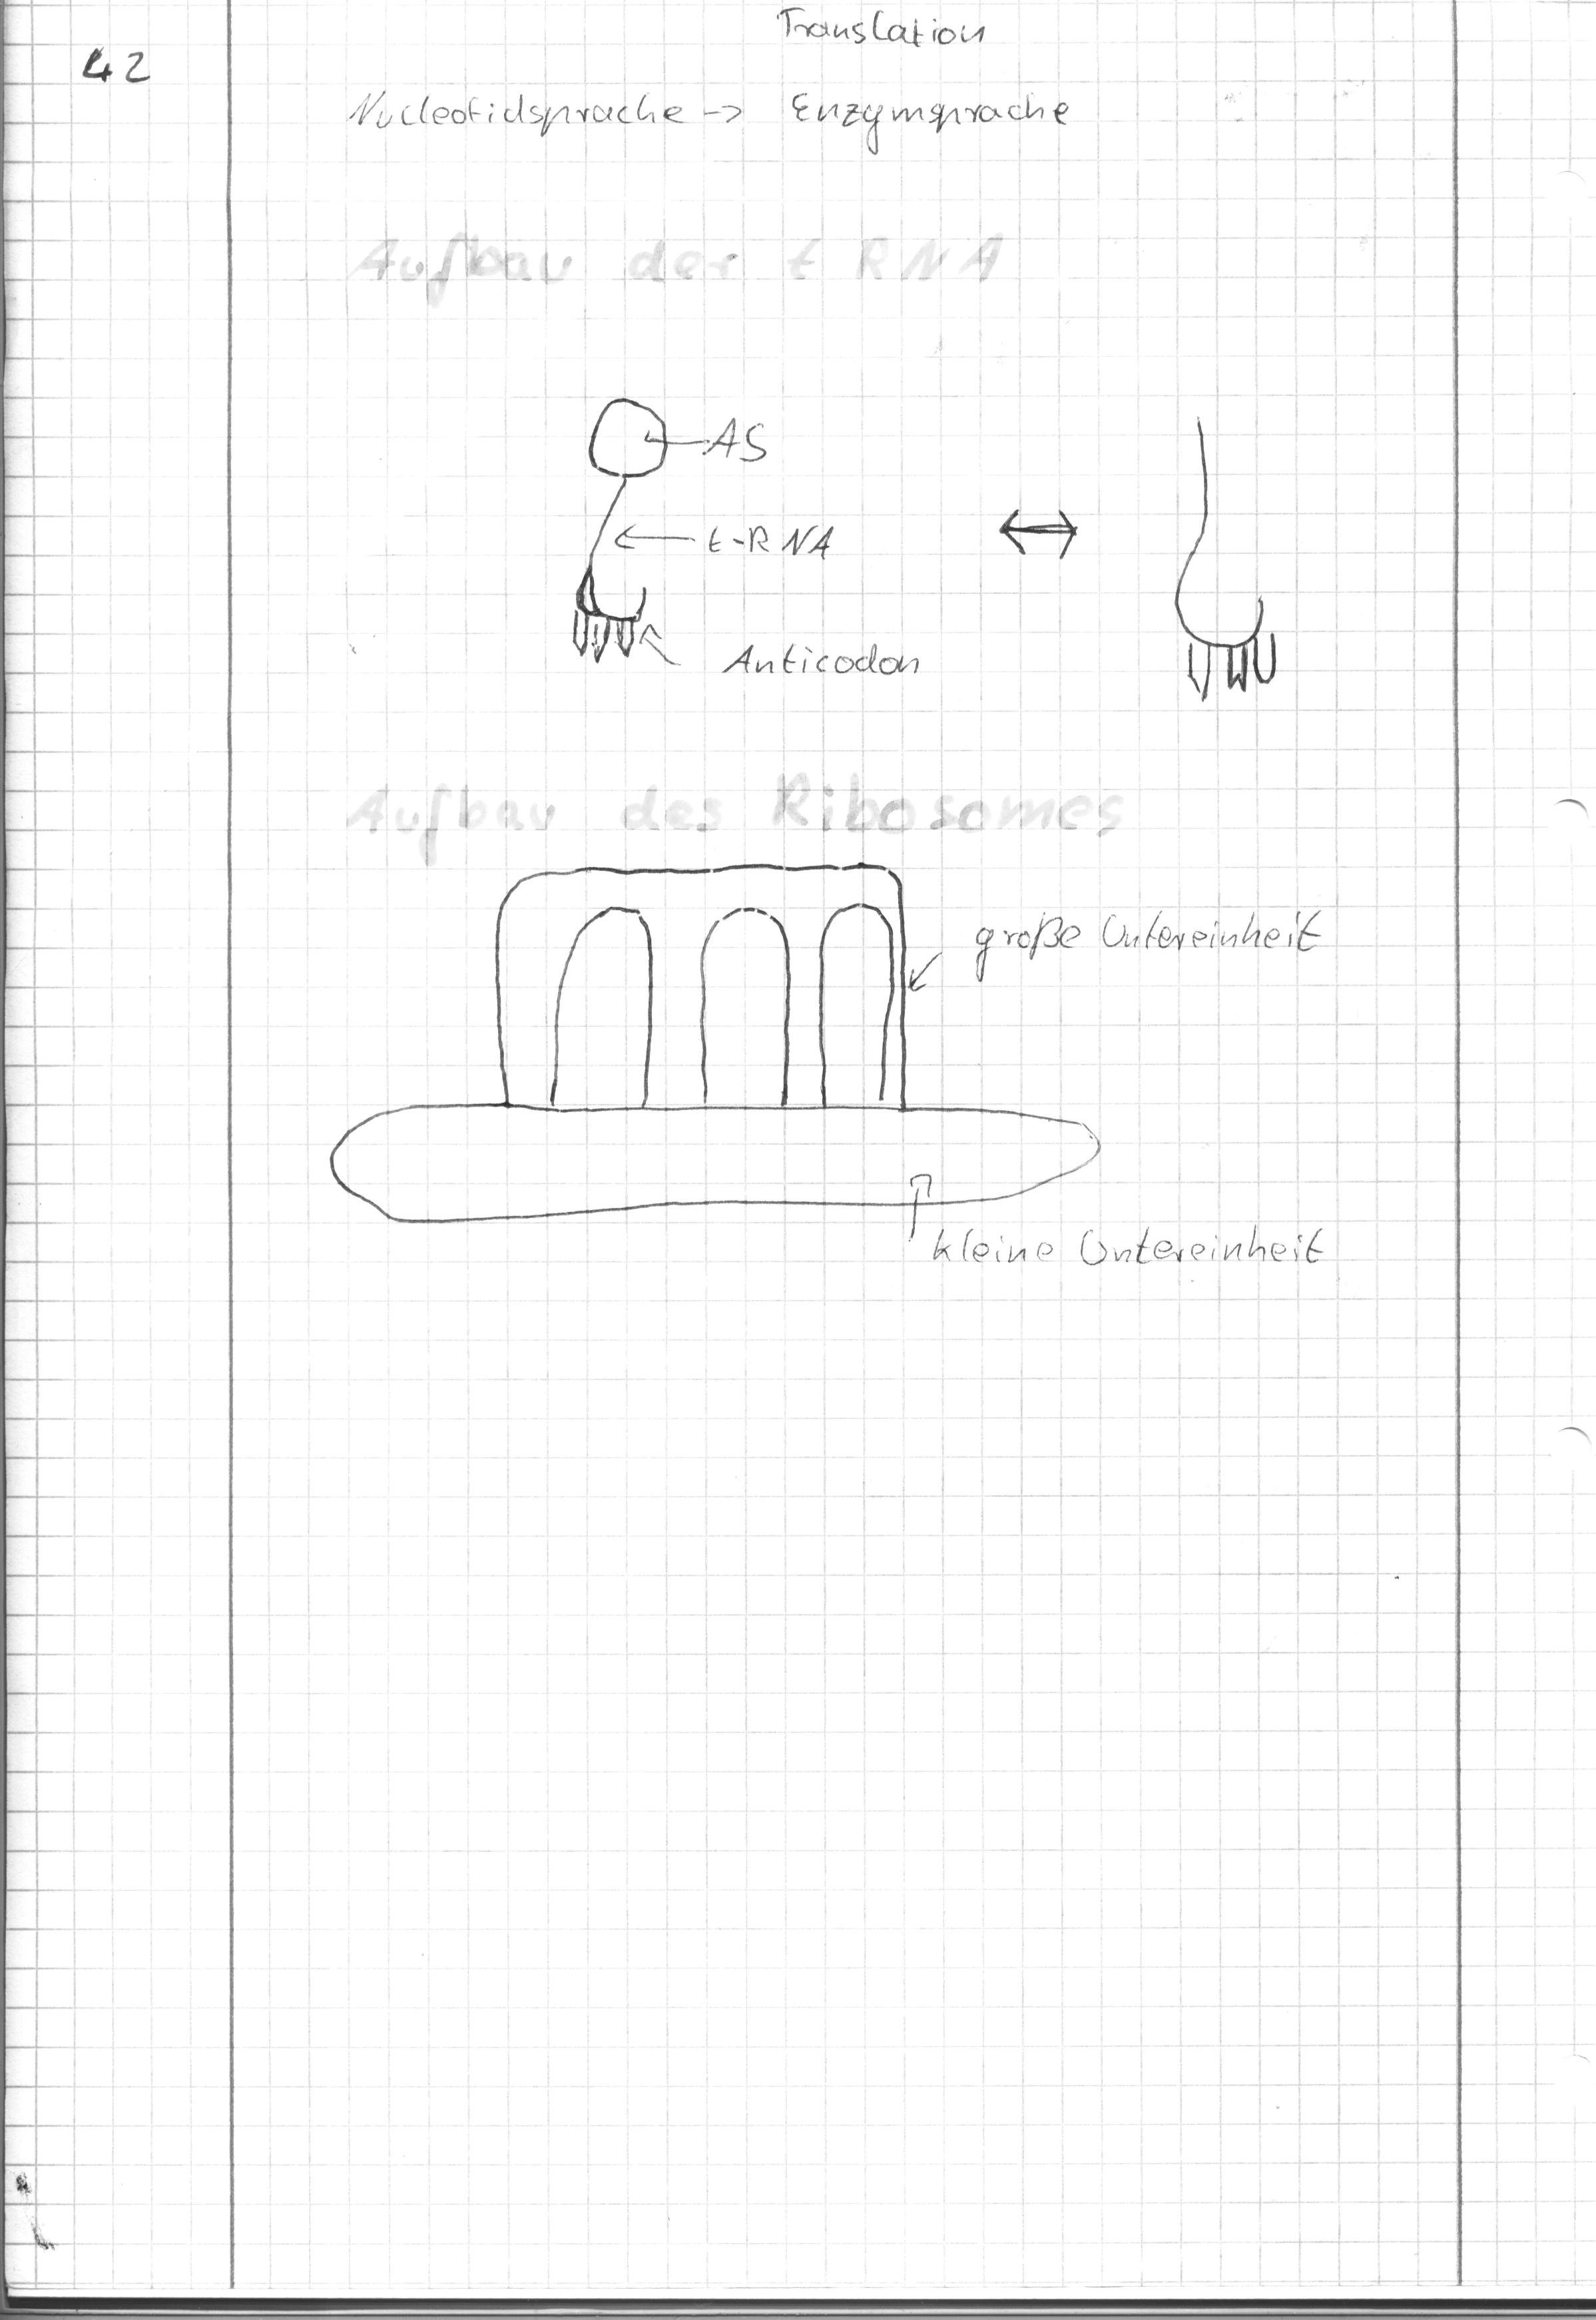 Translation
42
Nucleotidsprache -> Enzymsprache
Aufbau der t RNA
AS
t-RNA
Anticodon
Aufbau des Ribosomes
große Untereinheit
kleine Untereinheit